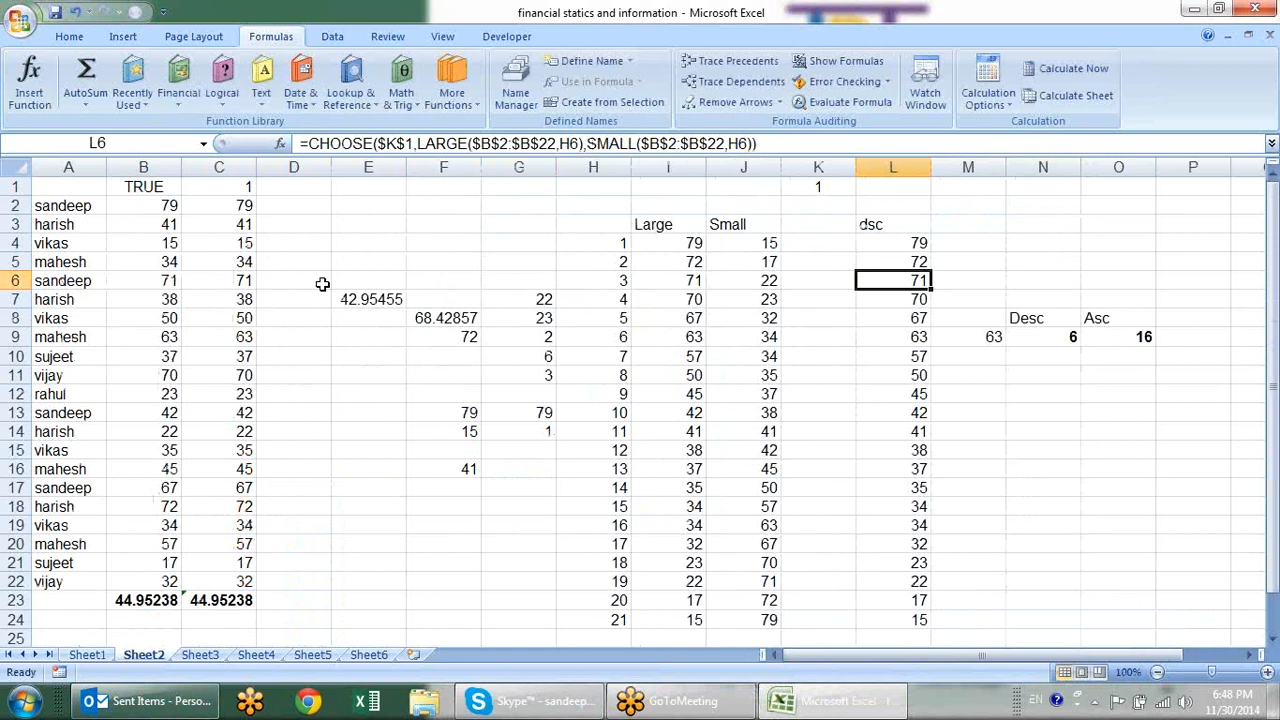 financial statics and information - Microsoft Excel
Home Insert Page Layout Formulas Data Review View Developer
fx Insert Function
Σ AutoSum
Recently Used
Financial
Logical
Text
Date & Time
Lookup & Reference
Math & Trig
More Functions
Function Library
Name Manager
Define Name
Use in Formula
Create from Selection
Defined Names
Trace Precedents
Trace Dependents
Remove Arrows
Show Formulas
Error Checking
Evaluate Formula
Formula Auditing
Watch Window
Calculation Options
Calculate Now
Calculate Sheet
Calculation
L6 fx =CHOOSE($K$1,LARGE($B$2:$B$22,H6),SMALL($B$2:$B$22,H6))
A B C D E F G H I J K L M N O P
1 TRUE 1 1
2 sandeep 79 79
3 harish 41 41 Large Small dsc
4 vikas 15 15 1 79 15 79
5 mahesh 34 34 2 72 17 72
6 sandeep 71 71 3 71 22 71
7 harish 38 38 42.95455 22 4 70 23 70
8 vikas 50 50 68.42857 23 5 67 32 67 Desc Asc
9 mahesh 63 63 72 2 6 63 34 63 63 6 16
10 sujeet 37 37 6 7 57 34 57
11 vijay 70 70 3 8 50 35 50
12 rahul 23 23 9 45 37 45
13 sandeep 42 42 79 79 10 42 38 42
14 harish 22 22 15 1 11 41 41 41
15 vikas 35 35 12 38 42 38
16 mahesh 45 45 41 13 37 45 37
17 sandeep 67 67 14 35 50 35
18 harish 72 72 15 34 57 34
19 vikas 34 34 16 34 63 34
20 mahesh 57 57 17 32 67 32
21 sujeet 17 17 18 23 70 23
22 vijay 32 32 19 22 71 22
23 44.95238 44.95238 20 17 72 17
24 21 15 79 15
25
Sheet1 Sheet2 Sheet3 Sheet4 Sheet5 Sheet6
Ready 100%
Sent Items - Perso... Skype™ - sandeep... GoToMeeting Microsoft Excel - ... EN 6:48 PM
11/30/2014